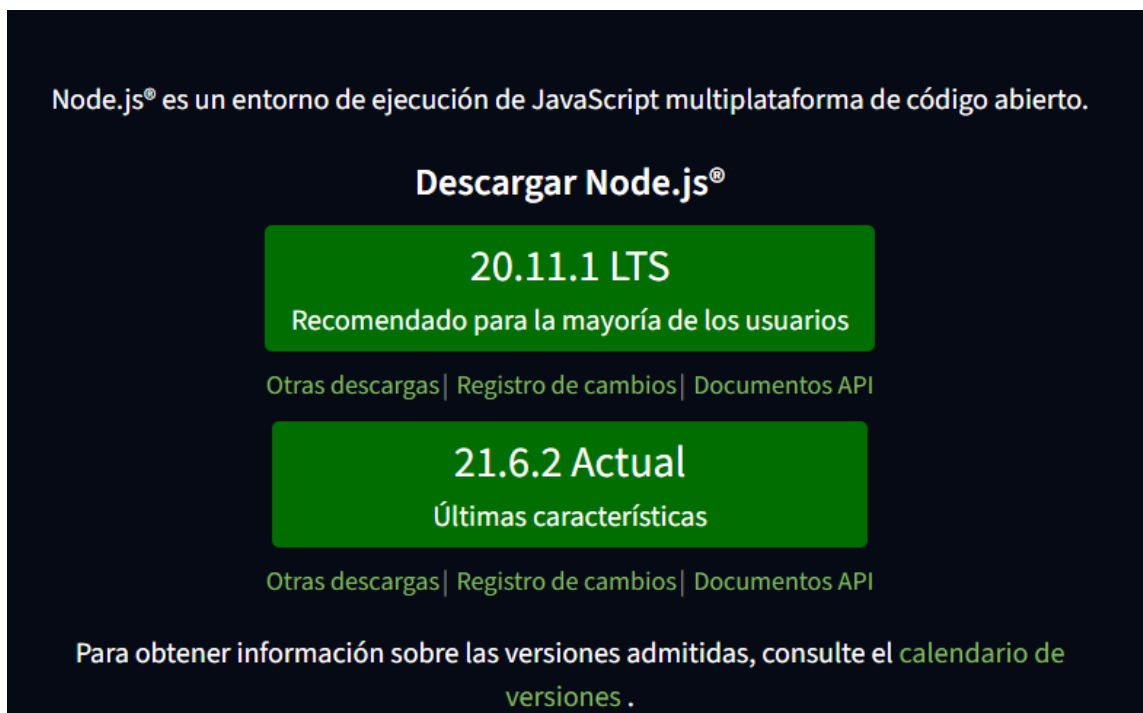 Node.js® es un entorno de ejecución de JavaScript multiplataforma de código abierto.
Descargar Node.js®
20.11.1 LTS
Recomendado para la mayoría de los usuarios
Otras descargas| Registro de cambios| Documentos API
21.6.2 Actual
Últimas características
Otras descargas| Registro de cambios| Documentos API
Para obtener información sobre las versiones admitidas, consulte el calendario de
versiones .